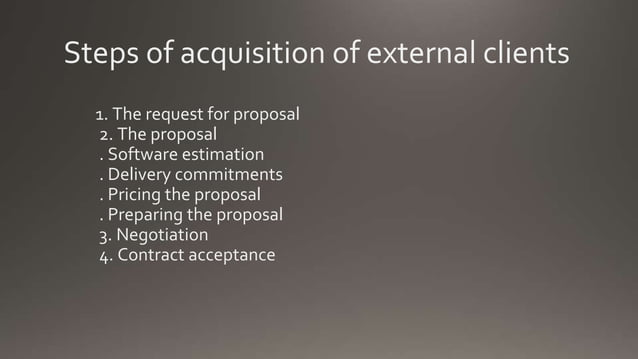 Steps of acquisition of external clients
1. The request for proposal
2. The proposal
. Software estimation
. Delivery commitments
. Pricing the proposal
. Preparing the proposal
3. Negotiation
4. Contract acceptance